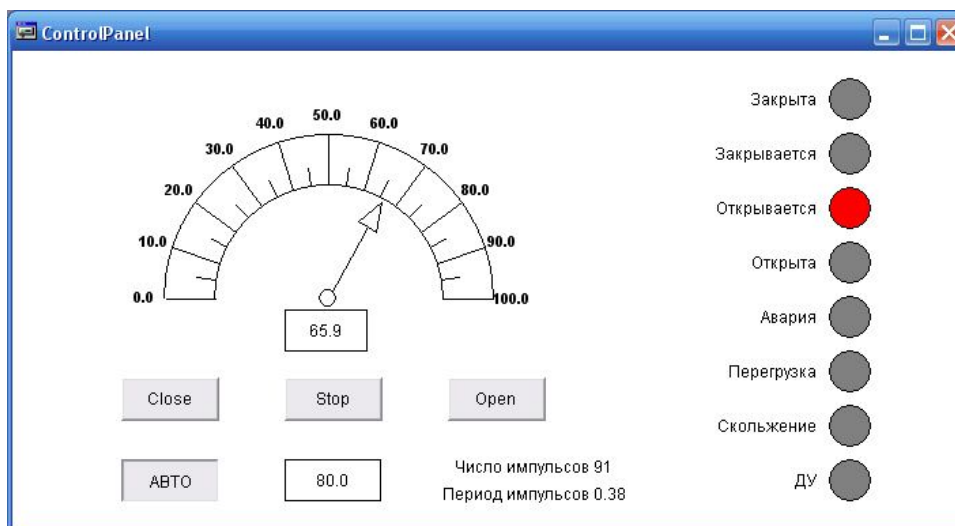 ControlPanel
0.0
10.0
20.0
30.0
40.0
50.0
60.0
70.0
80.0
90.0
100.0
65.9
Close Stop Open
АВТО 80.0
Число импульсов 91
Период импульсов 0.38
Закрыта
Закрывается
Открывается
Открыта
Авария
Перегрузка
Скольжение
ДУ